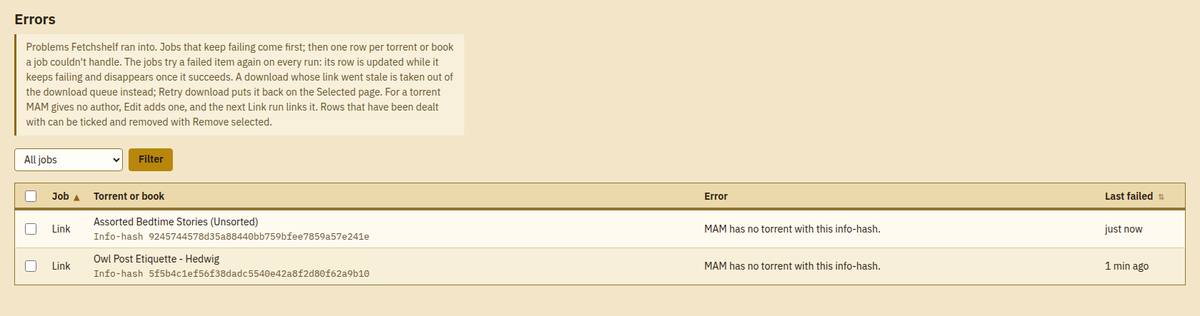 Errors
Problems Fetchshelf ran into. Jobs that keep failing come first; then one row per torrent or book
a job couldn't handle. The jobs try a failed item again on every run: its row is updated while it
keeps failing and disappears once it succeeds. A download whose link went stale is taken out of
the download queue instead; Retry download puts it back on the Selected page. For a torrent
MAM gives no author, Edit adds one, and the next Link run links it. Rows that have been dealt
with can be ticked and removed with Remove selected.
All jobs Filter
Job ▲ Torrent or book Error Last failed ⇅
Assorted Bedtime Stories (Unsorted)
Link MAM has no torrent with this info-hash. just now
Info-hash 9245744578d35a88440bb759bfee7859a57e241e
Owl Post Etiquette - Hedwig
Link MAM has no torrent with this info-hash. 1 min ago
Info-hash 5f5b4c1ef56f38dadc5540e42a8f2d80f62a9b10